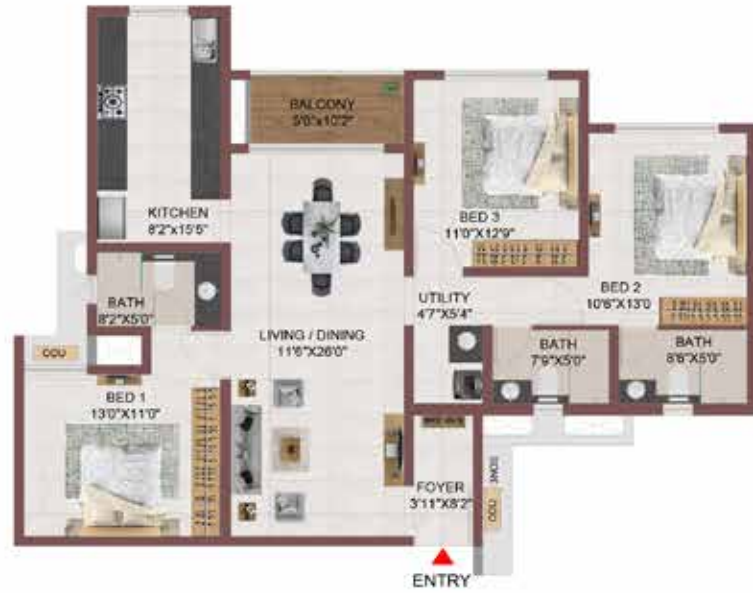 BALCONY
5'0"x10'2"
KITCHEN
8'2"x15'5"
BED 3
11'0"X12'9"
BED 2
10'6"X13'0
BATH
8'2"X5'0"
UTILITY
4'7"X5'4"
LIVING / DINING
11'6"X26'0"
BATH
7'9"X5'0"
BATH
8'6"X5'0"
ODU
BED 1
13'0"X11'0"
FOYER
3'11"X8'2"
ODU
ENTRY